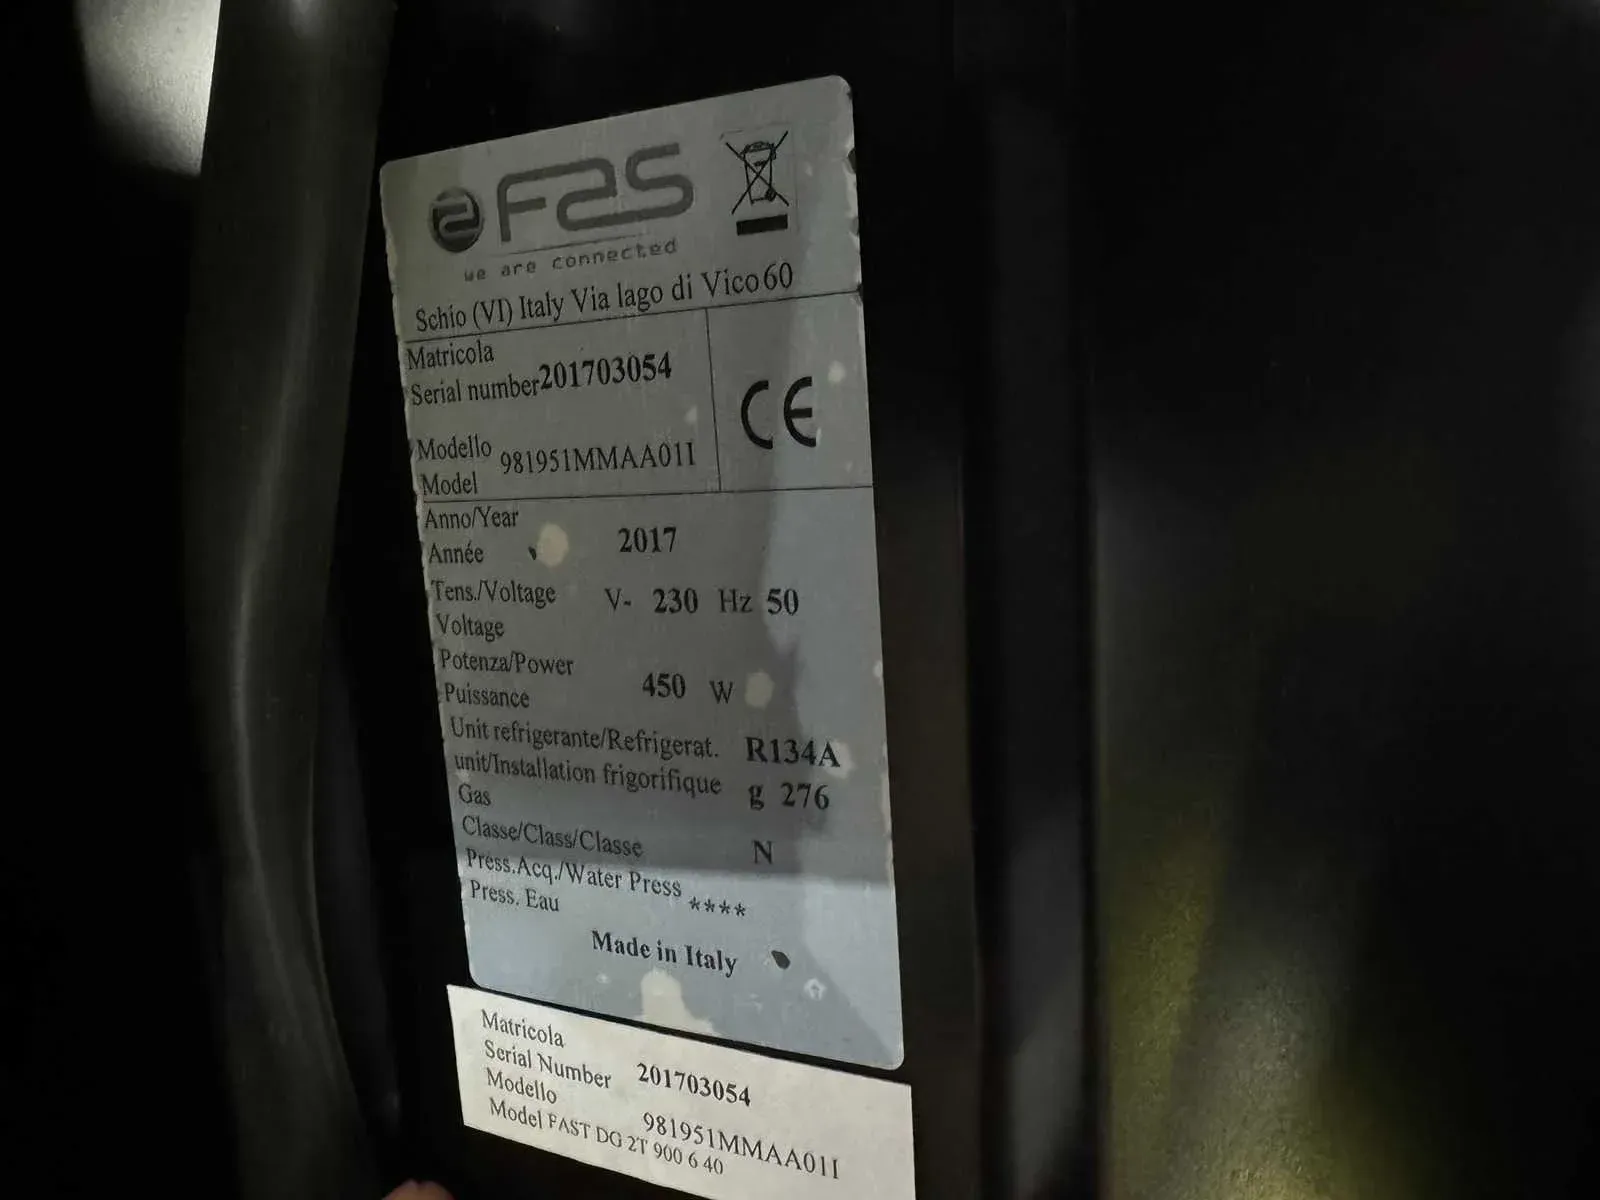 FAS
we are connected
Schio (VI) Italy Via lago di Vico 60
Matricola
Serial number 201703054
CE
Modello
Model 981951MMAA01I
Anno/Year
Année 2017
Tens./Voltage V- 230 Hz 50
Voltage
Potenza/Power
Puissance 450 W
Unit refrigerante/Refrigerat. R134A
unit/Installation frigorifique g 276
Gas
Classe/Class/Classe N
Press.Acq./Water Press ****
Press. Eau
Made in Italy
Matricola
Serial Number 201703054
Modello 981951MMAA01I
Model FAST DG 2T 900 6 40